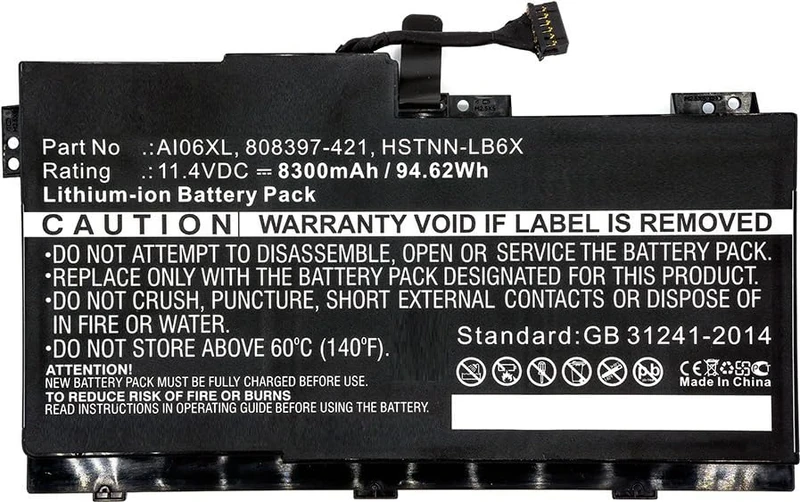 Part No .:AI06XL, 808397-421, HSTNN-LB6X
Rating .:11.4VDC ⎓ 8300mAh / 94.62Wh
Lithium-ion Battery Pack
CAUTION WARRANTY VOID IF LABEL IS REMOVED
•DO NOT ATTEMPT TO DISASSEMBLE, OPEN OR SERVICE THE BATTERY PACK.
•REPLACE ONLY WITH THE BATTERY PACK DESIGNATED FOR THIS PRODUCT.
•DO NOT CRUSH, PUNCTURE, SHORT EXTERNAL CONTACTS OR DISPOSE OF
IN FIRE OR WATER.
•DO NOT STORE ABOVE 60°C (140°F).
Standard:GB 31241-2014
ATTENTION!
NEW BATTERY PACK MUST BE FULLY CHARGED BEFORE USE.
TO REDUCE RISK OF FIRE OR BURNS
READ INSTRUCTIONS IN OPERATING GUIDE BEFORE USING THE BATTERY.
Pb
CE
Made In China